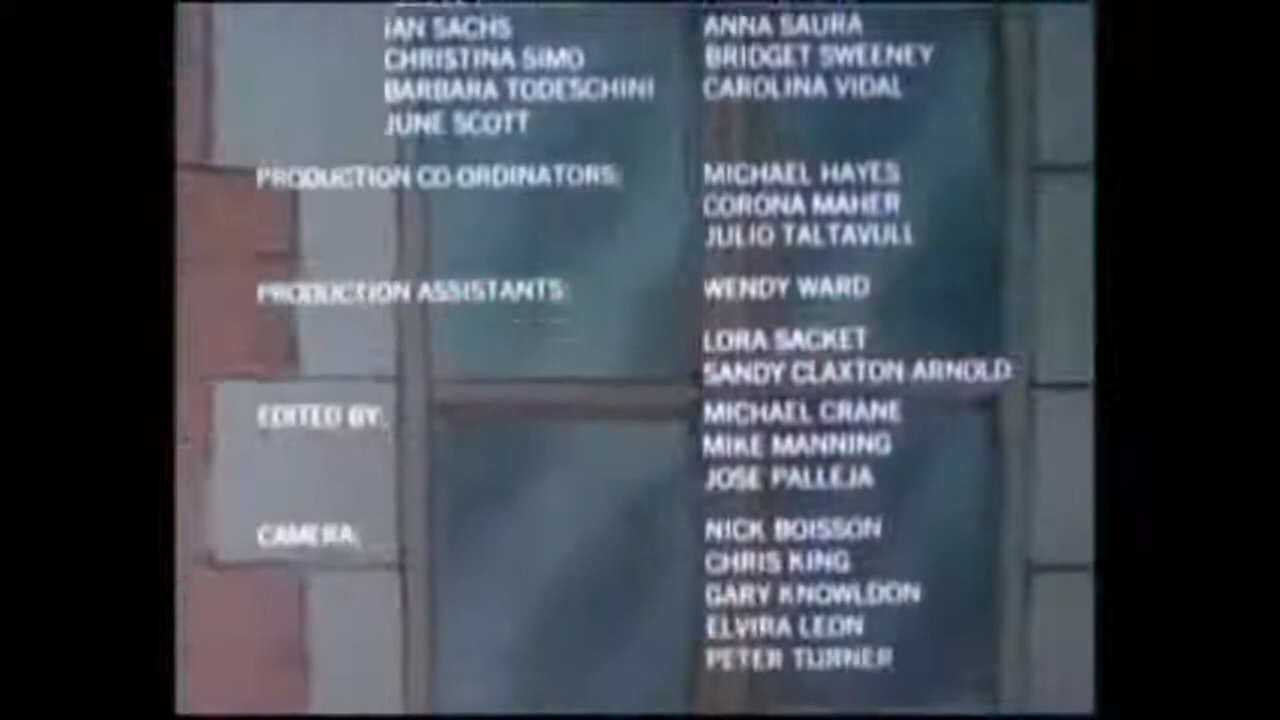 IAN SACHS
CHRISTINA SIMO
BARBARA TODESCHINI
JUNE SCOTT
ANNA SAURA
BRIDGET SWEENEY
CAROLINA VIDAL
PRODUCTION CO-ORDINATORS: MICHAEL HAYES
CORONA MAHER
JULIO TALTAVULL
PRODUCTION ASSISTANTS: WENDY WARD
LORA SACKET
SANDY CLAXTON ARNOLD
EDITED BY: MICHAEL CRANE
MIKE MANNING
JOSE PALLEJA
CAMERA: NICK BOISSON
CHRIS KING
GARY KNOWLDON
ELVIRA LEON
PETER TURNER